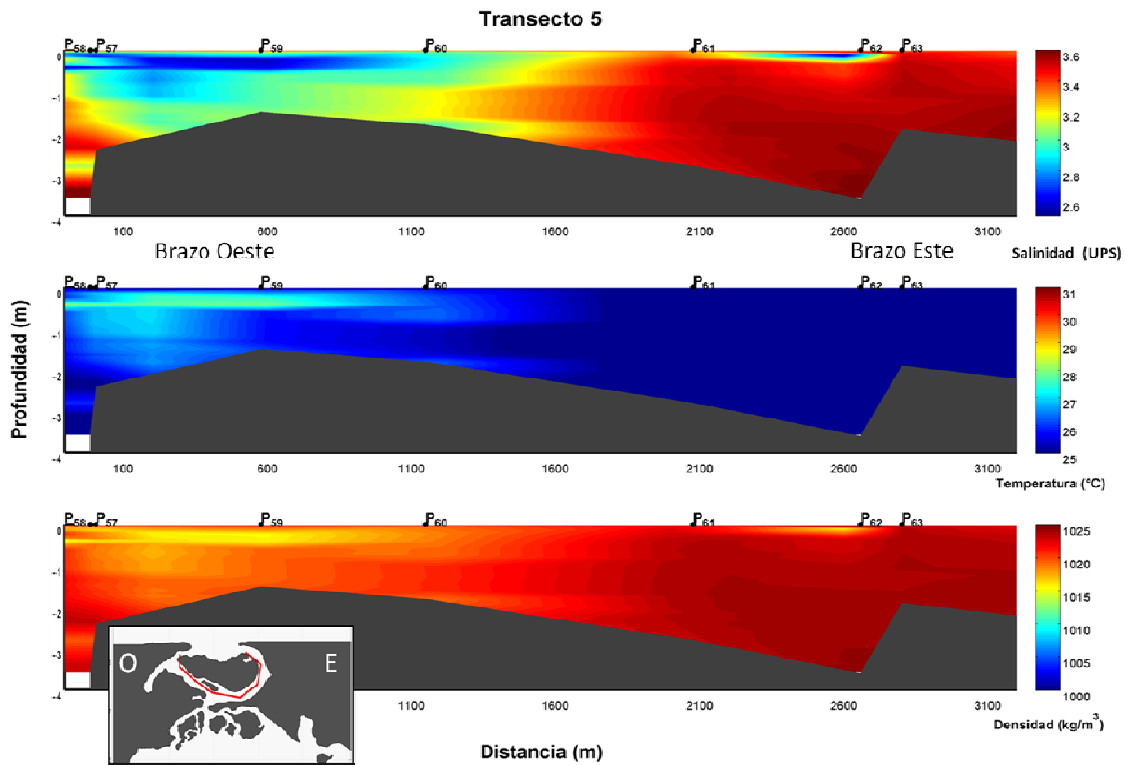 Transecto 5
P58 P57 P59 P60 P61 P62 P63
0
-1
-2
-3
-4
100 600 1100 1600 2100 2600 3100
3.6
3.4
3.2
3
2.8
2.6
Salinidad (UPS)
Brazo Oeste
Brazo Este
P58 P57 P59 P60 P61 P62 P63
0
-1
-2
-3
-4
100 600 1100 1600 2100 2600 3100
31
30
29
28
27
26
25
Temperatura (°C)
Profundidad (m)
P58 P57 P59 P60 P61 P62 P63
0
-1
-2
-3
-4
1100 1600 2100 2600 3100
1025
1020
1015
1010
1005
1000
Densidad (kg/m³)
O E
Distancia (m)